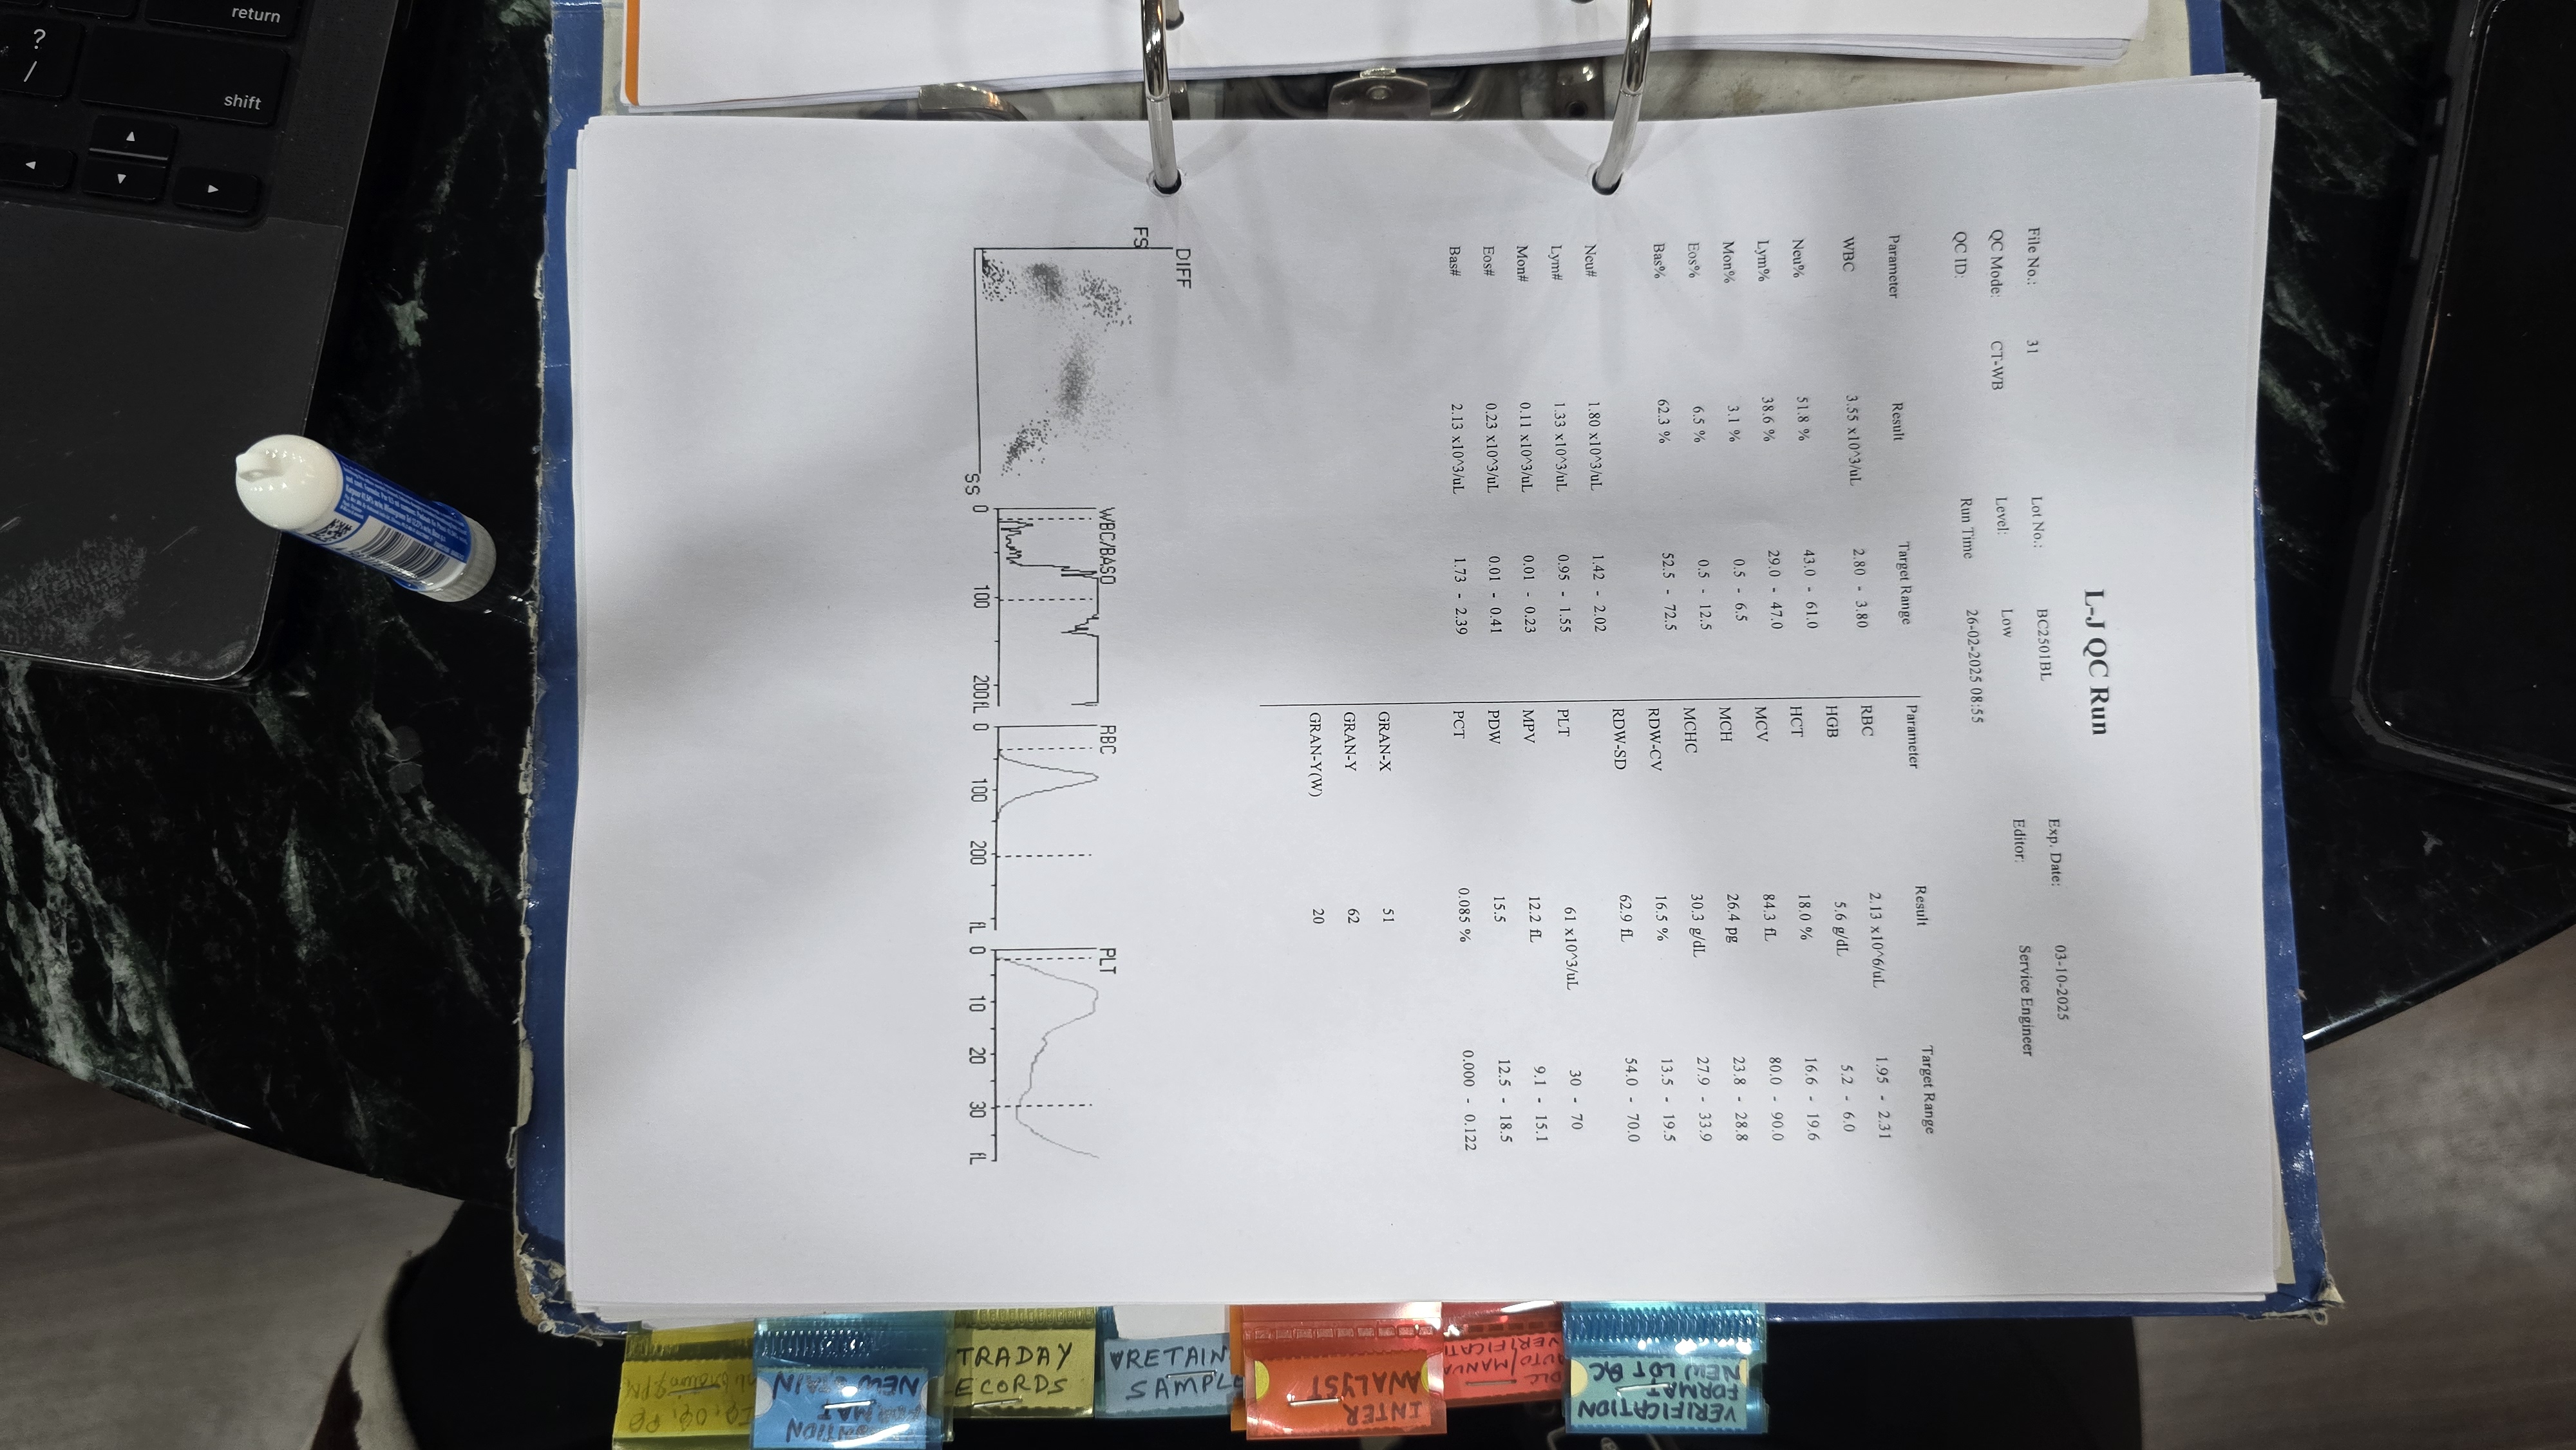 L-J QC Run
File No.: 31 Lot No.: BC2501BL Exp. Date: 03-10-2025
QC Mode: CT-WB Level: Low Editor: Service Engineer
QC ID: Run Time 26-02-2025 08:55
Parameter Result Target Range Parameter Result Target Range
WBC 3.55 x10^3/uL 2.80 - 3.80 RBC 2.13 x10^6/uL 1.95 - 2.31
HGB 5.6 g/dL 5.2 - 6.0
Neu% 51.8 % 43.0 - 61.0 HCT 18.0 % 16.6 - 19.6
Lym% 38.6 % 29.0 - 47.0 MCV 84.3 fL 80.0 - 90.0
Mon% 3.1 % 0.5 - 6.5 MCH 26.4 pg 23.8 - 28.8
Eos% 6.5 % 0.5 - 12.5 MCHC 30.3 g/dL 27.9 - 33.9
Bas% 62.3 % 52.5 - 72.5 RDW-CV 16.5 % 13.5 - 19.5
RDW-SD 62.9 fL 54.0 - 70.0
Neu# 1.80 x10^3/uL 1.42 - 2.02
Lym# 1.33 x10^3/uL 0.95 - 1.55 PLT 61 x10^3/uL 30 - 70
Mon# 0.11 x10^3/uL 0.01 - 0.23 MPV 12.2 fL 9.1 - 15.1
Eos# 0.23 x10^3/uL 0.01 - 0.41 PDW 15.5 12.5 - 18.5
Bas# 2.13 x10^3/uL 1.73 - 2.39 PCT 0.085 % 0.000 - 0.122
GRAN-X 51
GRAN-Y 62
GRAN-Y(W) 20
DIFF
FS
WBC/BASO RBC PLT
SS 0 100 200 fL 0 100 200 fL 0 10 20 30 fL
IQ, OQ, PQ
NEW STAIN
TRADAY
ECORDS
RETAIN
SAMPL
INTER
ANALYST
DLC
AUTO/MANUA
VERIFICATI
VERIFICATION
FORMAT
NEW LOT QC
?
/
shift
return